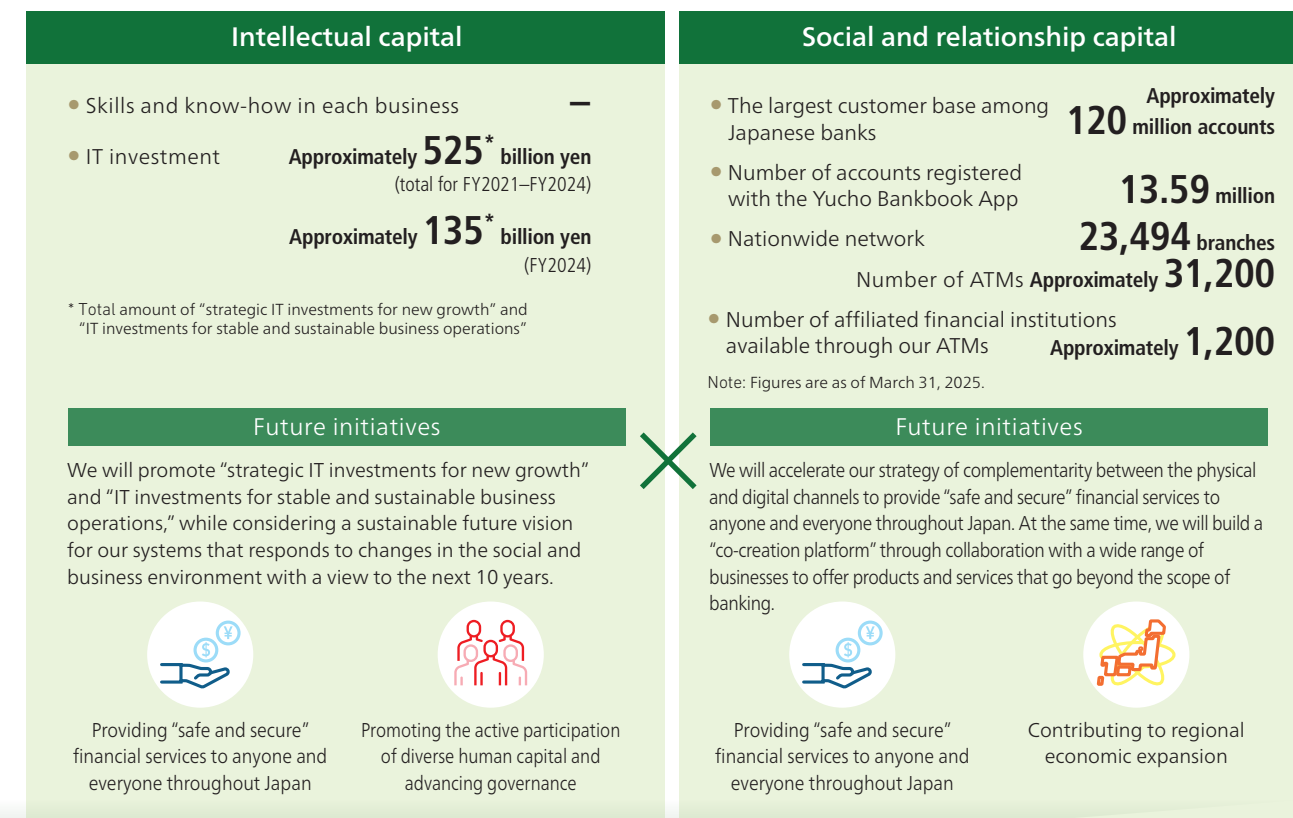 Intellectual capital
• Skills and know-how in each business –
• IT investment Approximately 525* billion yen
(total for FY2021–FY2024)
Approximately 135* billion yen
(FY2024)
* Total amount of “strategic IT investments for new growth” and
“IT investments for stable and sustainable business operations”
Future initiatives
We will promote “strategic IT investments for new growth”
and “IT investments for stable and sustainable business
operations,” while considering a sustainable future vision
for our systems that responds to changes in the social and
business environment with a view to the next 10 years.
$ ¥
Providing “safe and secure”
financial services to anyone and
everyone throughout Japan
Promoting the active participation
of diverse human capital and
advancing governance
Social and relationship capital
• The largest customer base among
Japanese banks
Approximately
120 million accounts
• Number of accounts registered
with the Yucho Bankbook App 13.59 million
• Nationwide network 23,494 branches
Number of ATMs Approximately 31,200
• Number of affiliated financial institutions
available through our ATMs Approximately 1,200
Note: Figures are as of March 31, 2025.
Future initiatives
We will accelerate our strategy of complementarity between the physical
and digital channels to provide “safe and secure” financial services to
anyone and everyone throughout Japan. At the same time, we will build a
“co-creation platform” through collaboration with a wide range of
businesses to offer products and services that go beyond the scope of
banking.
$ ¥
Providing “safe and secure”
financial services to anyone and
everyone throughout Japan
Contributing to regional
economic expansion